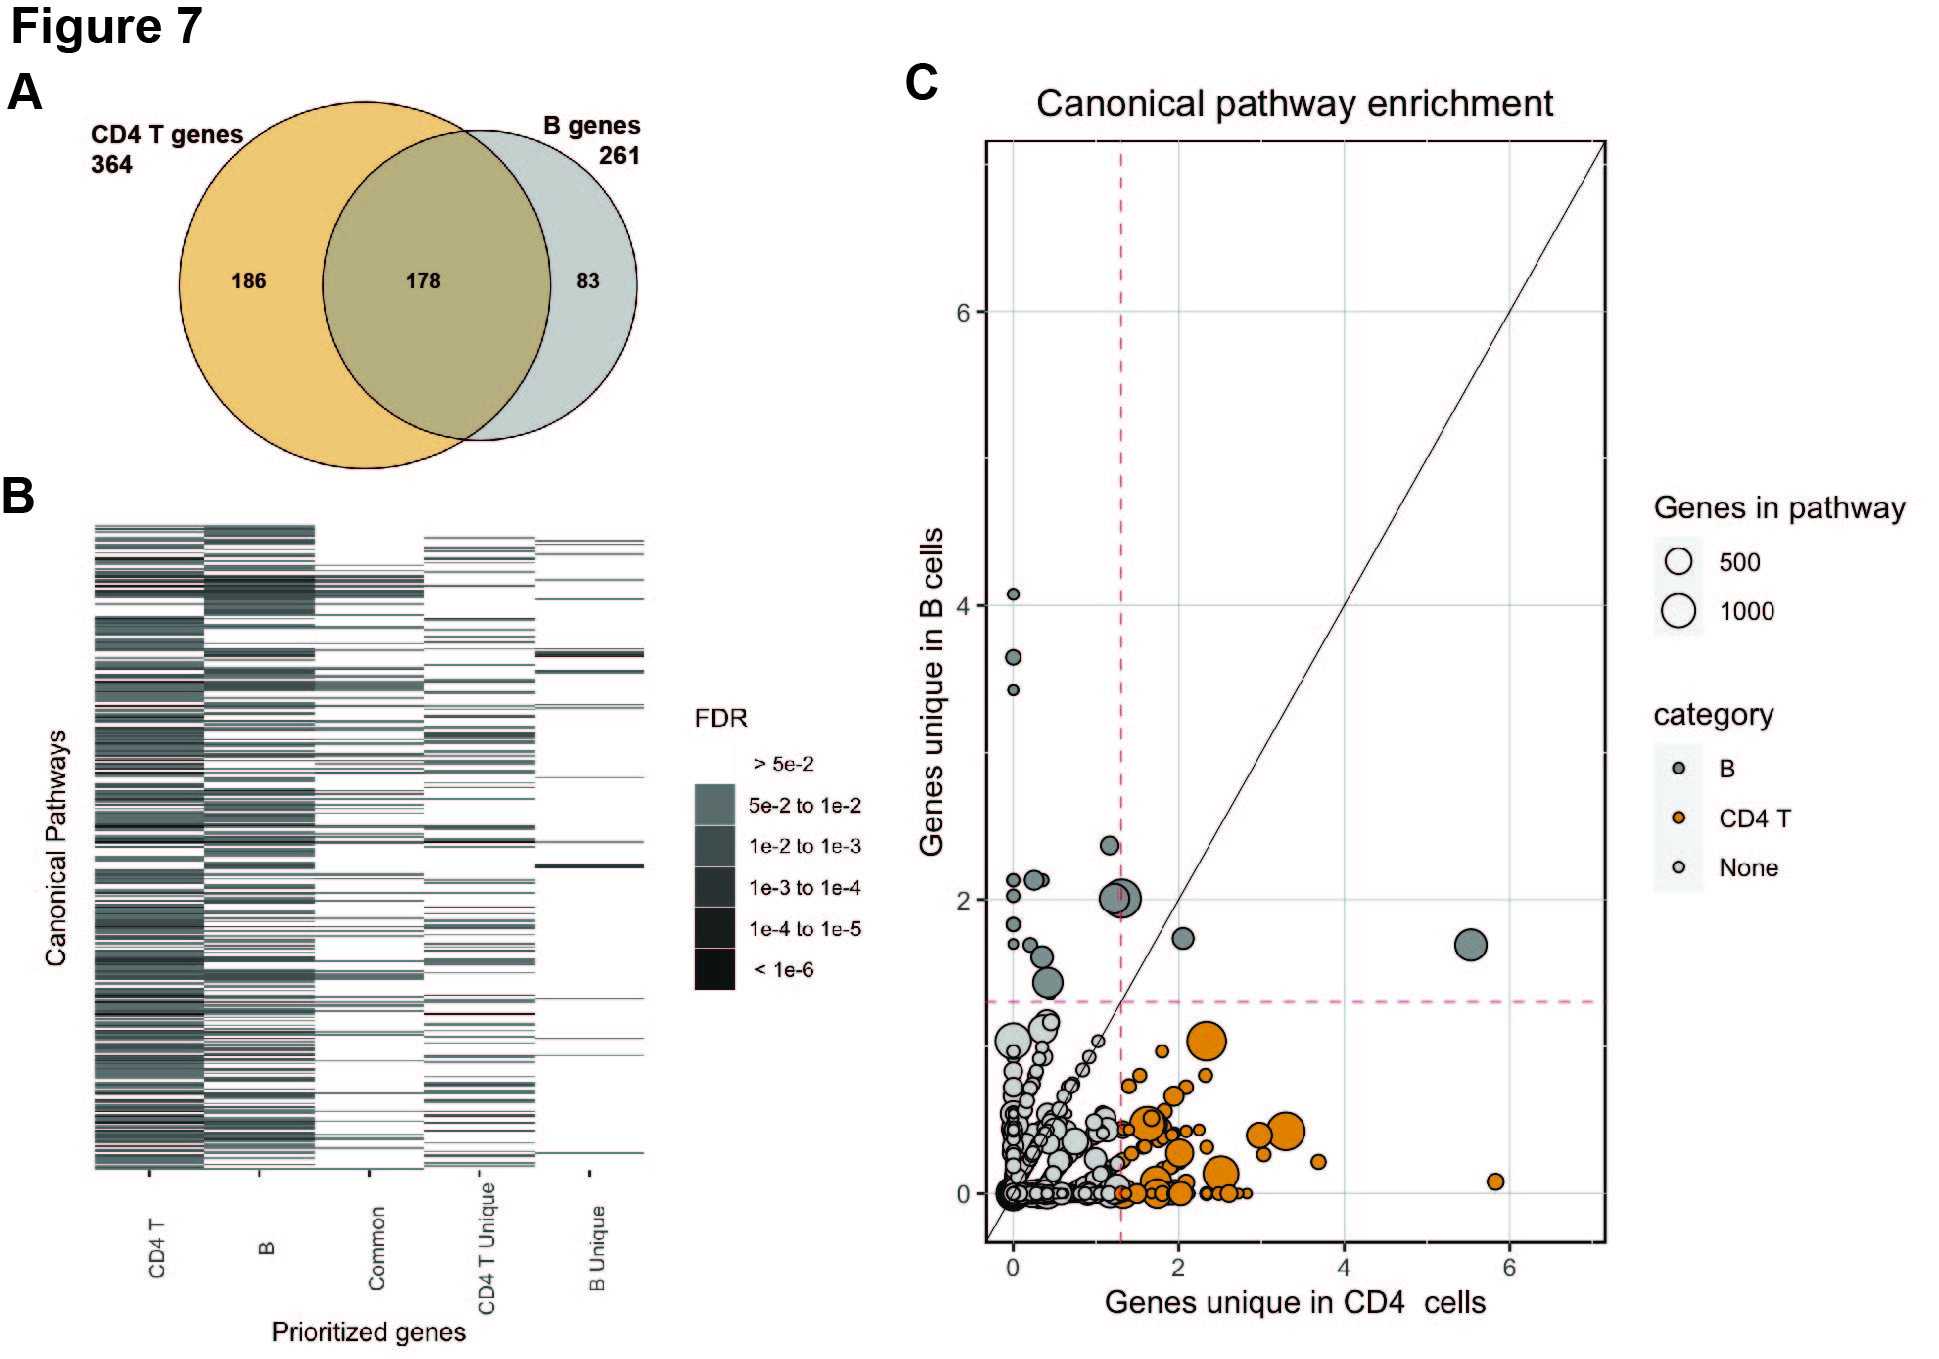 Figure 7
A
CD4 T genes
364
B genes
261
186
178
83
B
Canonical Pathways
CD4 T
B
Common
CD4 T Unique
B Unique
Prioritized genes
FDR
> 5e-2
5e-2 to 1e-2
1e-2 to 1e-3
1e-3 to 1e-4
1e-4 to 1e-5
< 1e-6
C
Canonical pathway enrichment
Genes unique in B cells
6
4
2
0
0
2
4
6
Genes unique in CD4 cells
Genes in pathway
500
1000
category
B
CD4 T
None